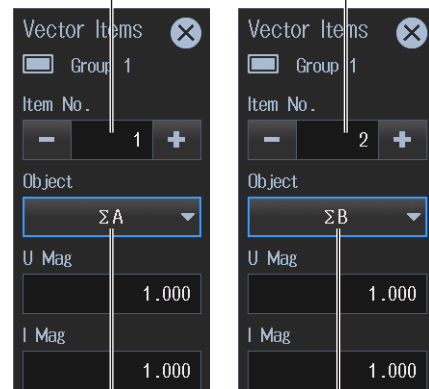 Vector Items
Group 1
Item No.
1
Object
ΣA
U Mag
1.000
I Mag
1.000
Vector Items
Group 1
Item No.
2
Object
ΣB
U Mag
1.000
I Mag
1.000